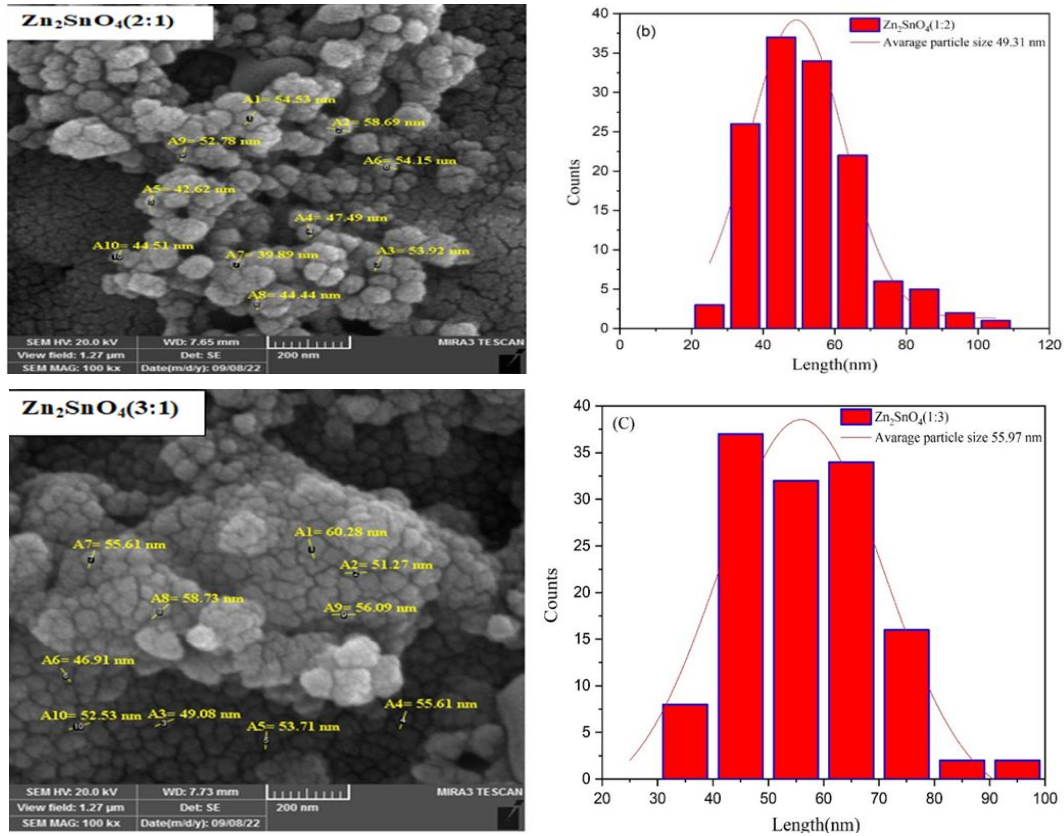 Zn₂SnO₄(2:1)
A1= 54.53 nm
A2= 58.69 nm
A9= 52.78 nm
A6= 54.15 nm
A5= 42.62 nm
A4= 47.49 nm
A10= 44.51 nm
A7= 39.89 nm
A3= 53.92 nm
A8= 44.44 nm
SEM HV: 20.0 kV
WD: 7.65 mm
MIRA3 TESCAN
View field: 1.27 µm
Det: SE
200 nm
SEM MAG: 100 kx
Date(m/d/y): 09/08/22
(b)
Zn₂SnO₄(1:2)
Avarage particle size 49.31 nm
Counts
40
35
30
25
20
15
10
5
0
0 20 40 60 80 100 120
Length(nm)
Zn₂SnO₄(3:1)
A1= 60.28 nm
A7= 55.61 nm
A2= 51.27 nm
A8= 58.73 nm
A9= 56.09 nm
A6= 46.91 nm
A4= 55.61 nm
A10= 52.53 nm
A3= 49.08 nm
A5= 53.71 nm
SEM HV: 20.0 kV
WD: 7.73 mm
MIRA3 TESCAN
View field: 1.27 µm
Det: SE
200 nm
SEM MAG: 100 kx
Date(m/d/y): 09/08/22
(C)
Zn₂SnO₄(1:3)
Avarage particle size 55.97 nm
Counts
40
35
30
25
20
15
10
5
0
20 30 40 50 60 70 80 90 100
Length(nm)